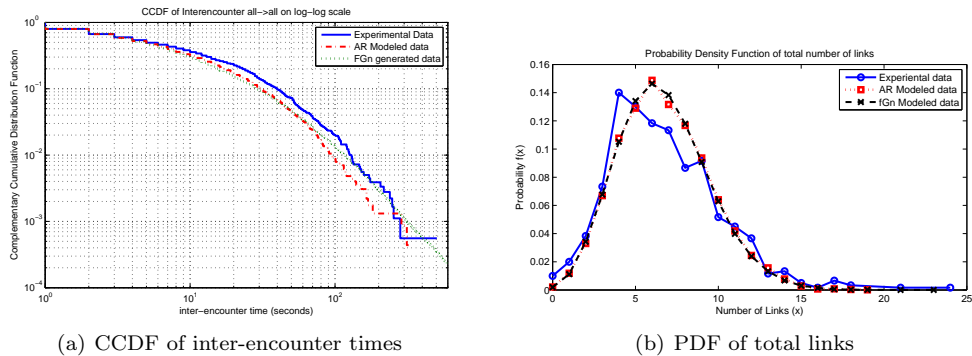 CCDF of Interencounter all->all on log-log scale
Complementary Cumulative Distribution Function
10^0
10^-1
10^-2
10^-3
10^-4
Experimental Data
AR Modeled data
FGn generated data
10^0 10^1 10^2
inter-encounter time (seconds)
(a) CCDF of inter-encounter times
Probability Density Function of total number of links
Probability f(x)
0.16
0.14
0.12
0.1
0.08
0.06
0.04
0.02
0
Experiental data
AR Modeled data
fGn Modeled data
0 5 10 15 20 25
Number of Links (x)
(b) PDF of total links